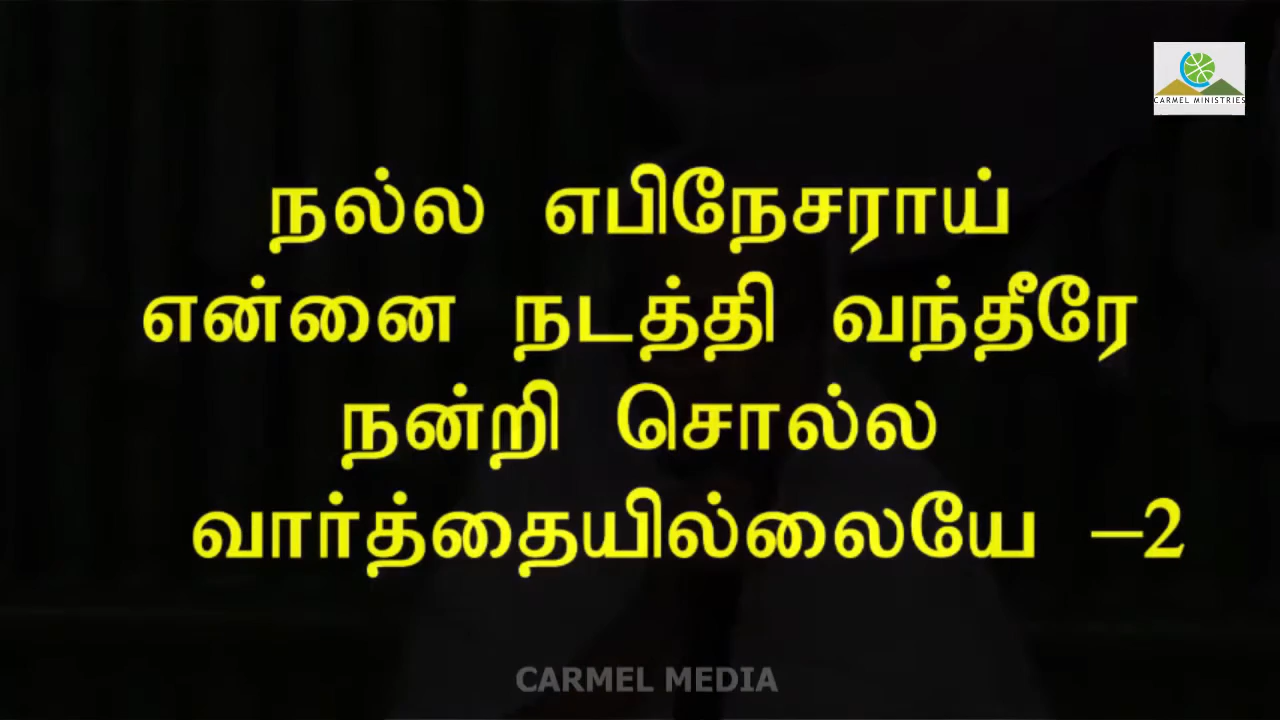 CARMEL MINISTRIES
நல்ல எபிநேசராய்
என்னை நடத்தி வந்தீரே
நன்றி சொல்ல
வார்த்தையில்லையே –2
CARMEL MEDIA